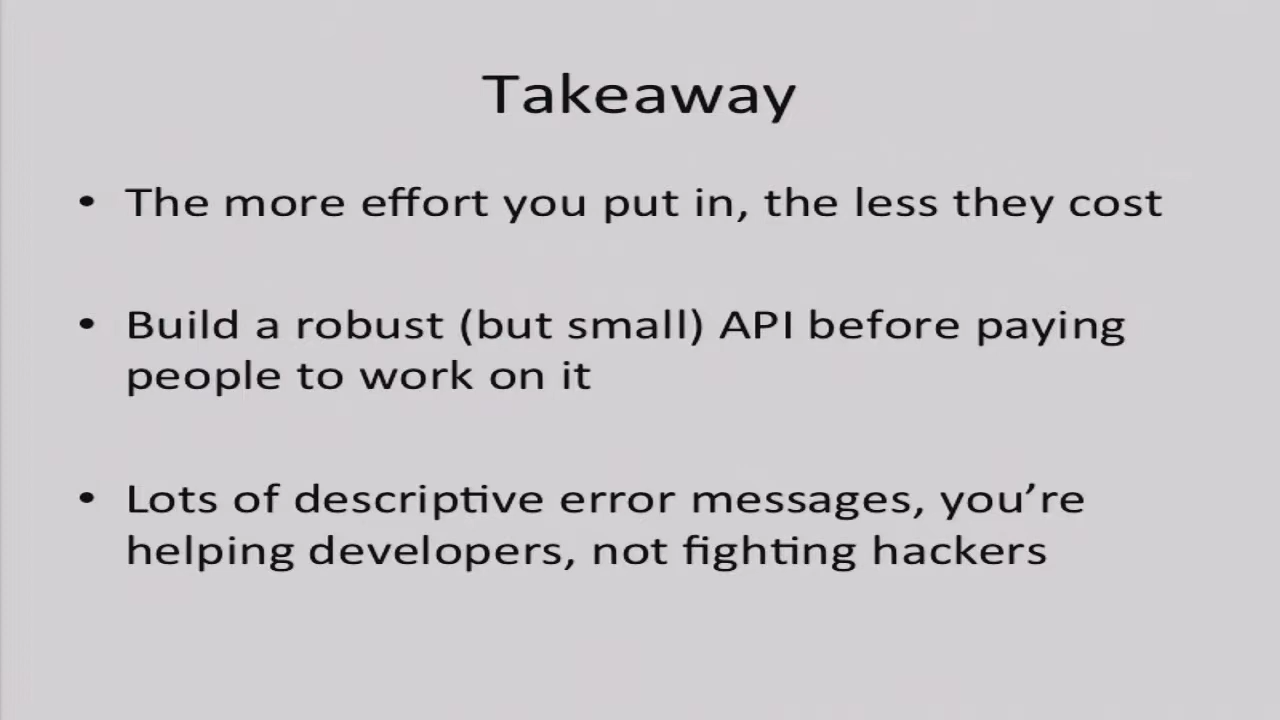 Takeaway
• The more effort you put in, the less they cost
• Build a robust (but small) API before paying
people to work on it
• Lots of descriptive error messages, you’re
helping developers, not fighting hackers